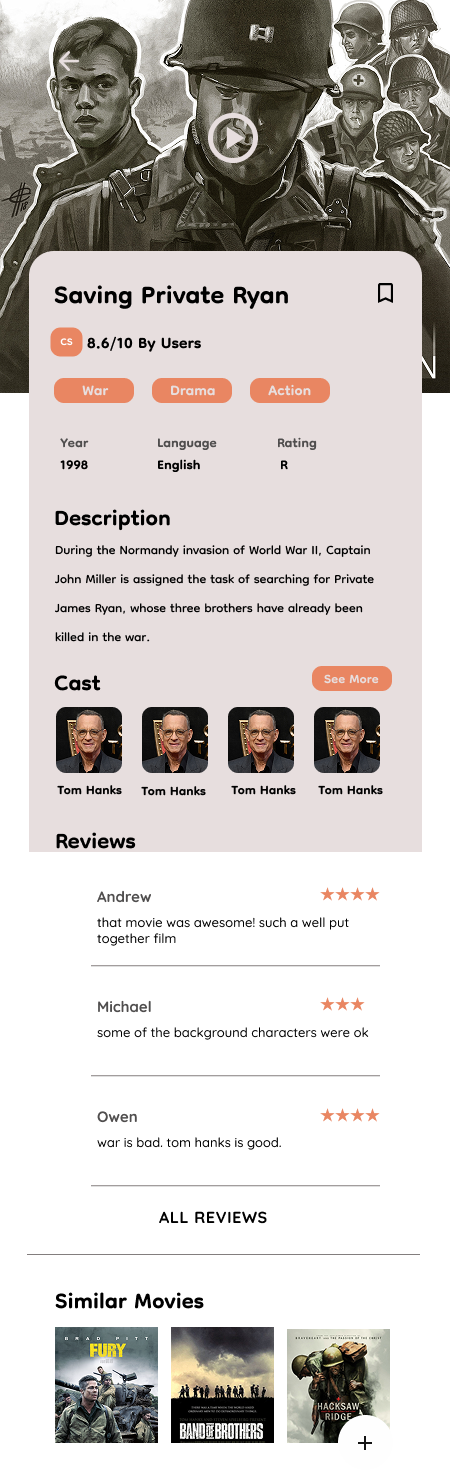 N
Saving Private Ryan
CS 8.6/10 By Users
War Drama Action
Year Language Rating
1998 English R
Description
During the Normandy invasion of World War II, Captain
John Miller is assigned the task of searching for Private
James Ryan, whose three brothers have already been
killed in the war.
Cast See More
Tom Hanks Tom Hanks Tom Hanks Tom Hanks
Reviews
Andrew ★★★★
that movie was awesome! such a well put
together film
Michael ★★★
some of the background characters were ok
Owen ★★★★
war is bad. tom hanks is good.
ALL REVIEWS
Similar Movies
BRAD PITT
FURY
BAND OF BROTHERS
HACKSAW
RIDGE